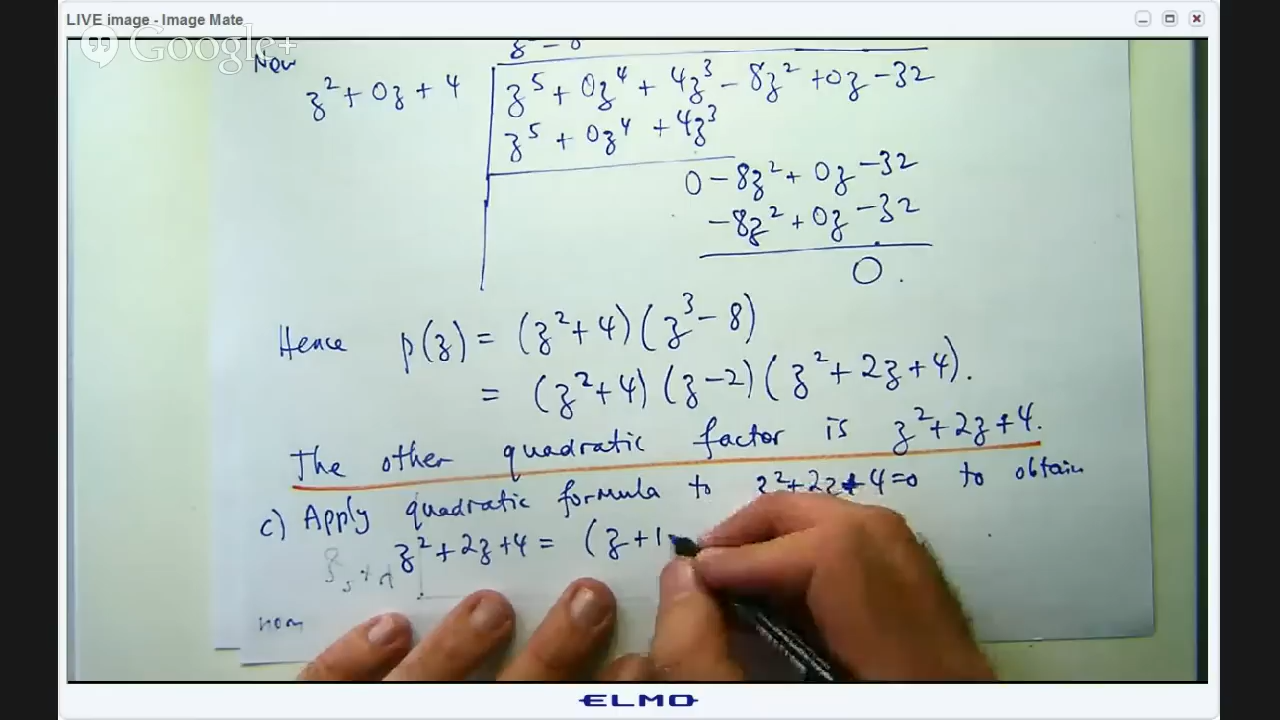 LIVE image - Image Mate
Google+
Now
z² + 0z + 4
z⁵ + 0z⁴ + 4z³ - 8z² + 0z - 32
z⁵ + 0z⁴ + 4z³
0 - 8z² + 0z - 32
- 8z² + 0z - 32
0.
Hence p(z) = (z² + 4)(z³ - 8)
= (z² + 4)(z - 2)(z² + 2z + 4).
The other quadratic factor is z² + 2z + 4.
c) Apply quadratic formula to z² + 2z + 4 = 0 to obtain
z² + 2z + 4 = (z + 1
ELMO